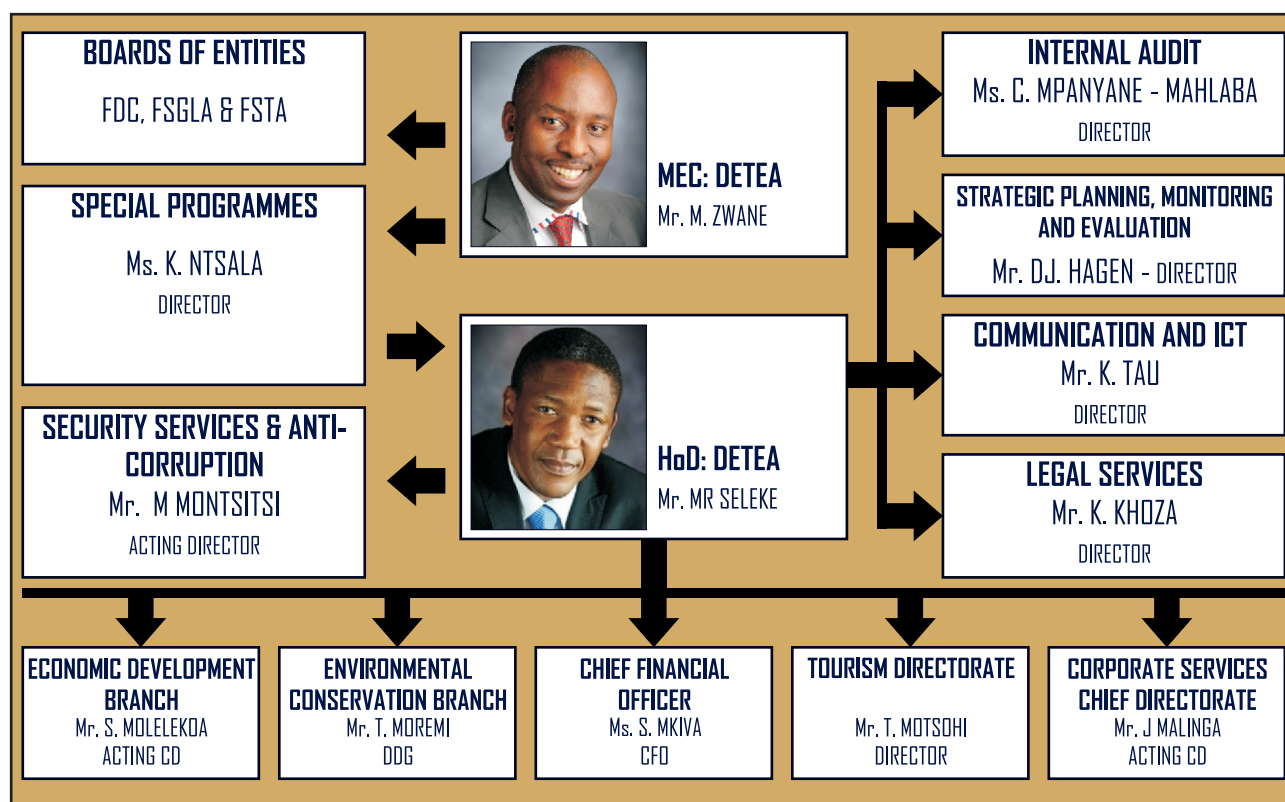 BOARDS OF ENTITIES
FDC, FSGLA & FSTA
SPECIAL PROGRAMMES
Ms. K. NTSALA
DIRECTOR
SECURITY SERVICES & ANTI-
CORRUPTION
Mr. M MONTSITSI
ACTING DIRECTOR
MEC: DETEA
Mr. M. ZWANE
HoD: DETEA
Mr. MR SELEKE
INTERNAL AUDIT
Ms. C. MPANYANE - MAHLABA
DIRECTOR
STRATEGIC PLANNING, MONITORING
AND EVALUATION
Mr. DJ. HAGEN - DIRECTOR
COMMUNICATION AND ICT
Mr. K. TAU
DIRECTOR
LEGAL SERVICES
Mr. K. KHOZA
DIRECTOR
ECONOMIC DEVELOPMENT
BRANCH
Mr. S. MOLELEKOA
ACTING CD
ENVIRONMENTAL
CONSERVATION BRANCH
Mr. T. MOREMI
DDG
CHIEF FINANCIAL
OFFICER
Ms. S. MKIVA
CFO
TOURISM DIRECTORATE
Mr. T. MOTSOHI
DIRECTOR
CORPORATE SERVICES
CHIEF DIRECTORATE
Mr. J MALINGA
ACTING CD